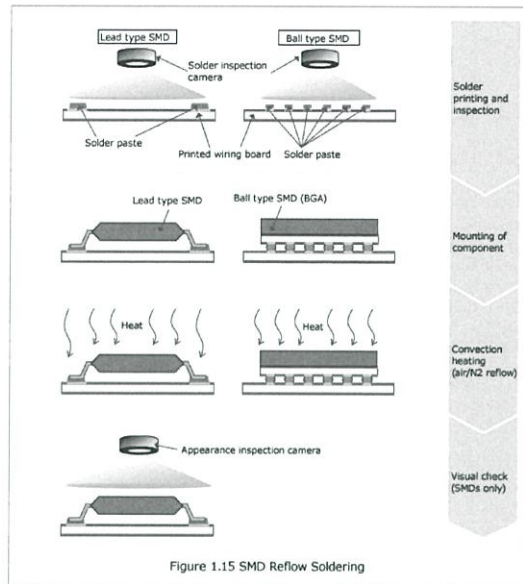 Lead type SMD
Ball type SMD
Solder inspection
camera
Solder paste
Printed wiring board
Solder paste
Solder
printing and
inspection
Lead type SMD
Ball type SMD (BGA)
Mounting of
component
Heat
Heat
Convection
heating
(air/N2 reflow)
Appearance inspection camera
Visual check
(SMDs only)
Figure 1.15 SMD Reflow Soldering